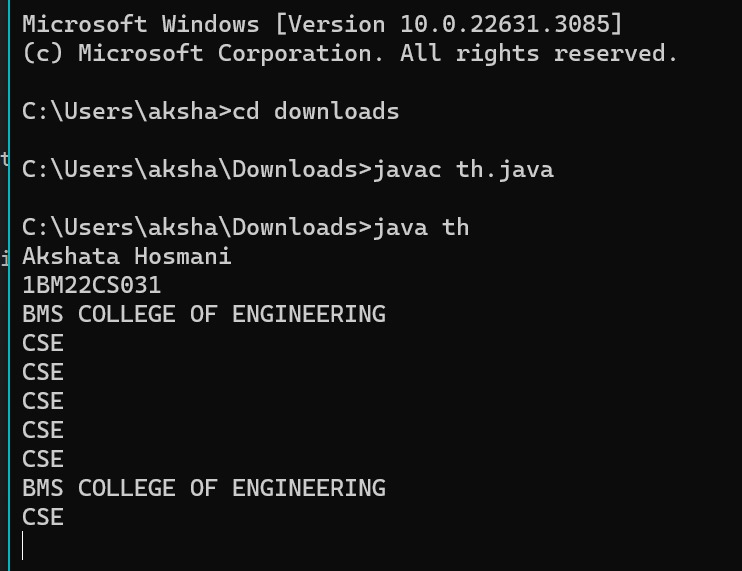 Microsoft Windows [Version 10.0.22631.3085]
(c) Microsoft Corporation. All rights reserved.
C:\Users\aksha>cd downloads
C:\Users\aksha\Downloads>javac th.java
C:\Users\aksha\Downloads>java th
Akshata Hosmani
1BM22CS031
BMS COLLEGE OF ENGINEERING
CSE
CSE
CSE
CSE
CSE
BMS COLLEGE OF ENGINEERING
CSE